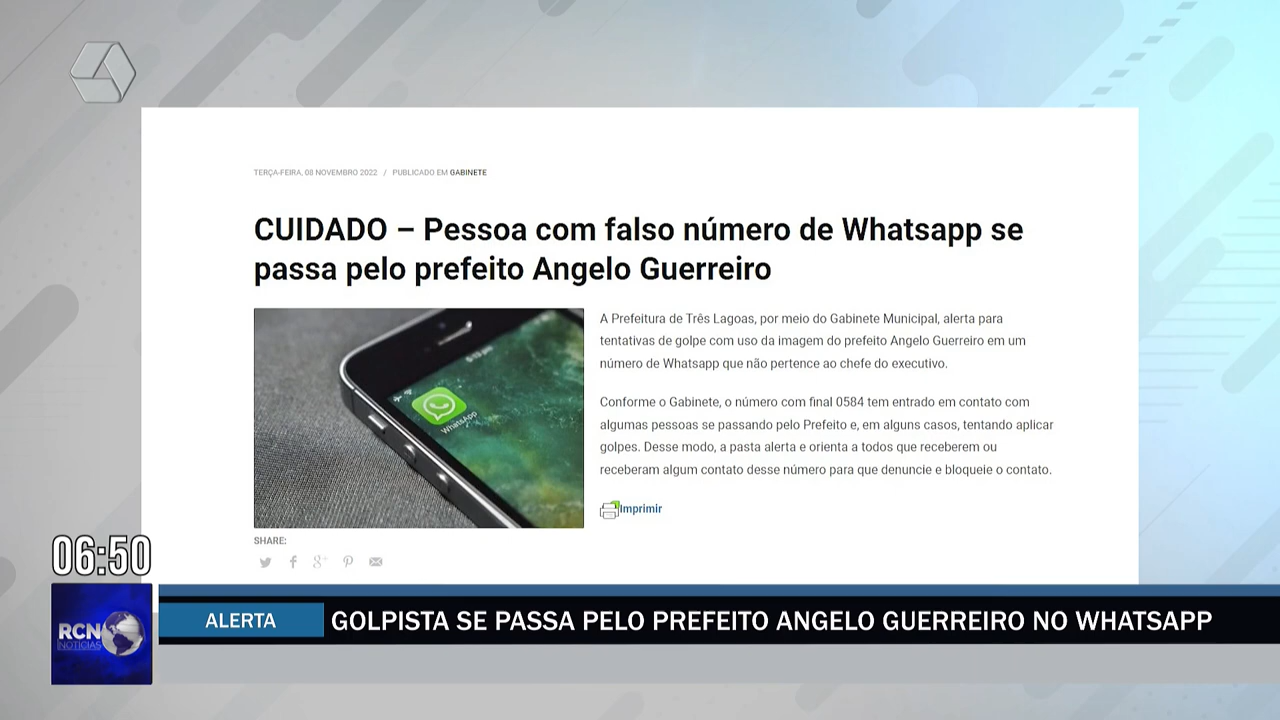 TERÇA-FEIRA, 08 NOVEMBRO 2022 / PUBLICADO EM GABINETE
CUIDADO – Pessoa com falso número de Whatsapp se
passa pelo prefeito Angelo Guerreiro
A Prefeitura de Três Lagoas, por meio do Gabinete Municipal, alerta para
tentativas de golpe com uso da imagem do prefeito Angelo Guerreiro em um
número de Whatsapp que não pertence ao chefe do executivo.
Conforme o Gabinete, o número com final 0584 tem entrado em contato com
algumas pessoas se passando pelo Prefeito e, em alguns casos, tentando aplicar
golpes. Desse modo, a pasta alerta e orienta a todos que receberem ou
receberam algum contato desse número para que denuncie e bloqueie o contato.
Imprimir
WhatsApp
SHARE:
06:50
RCN
NOTÍCIAS
ALERTA
GOLPISTA SE PASSA PELO PREFEITO ANGELO GUERREIRO NO WHATSAPP